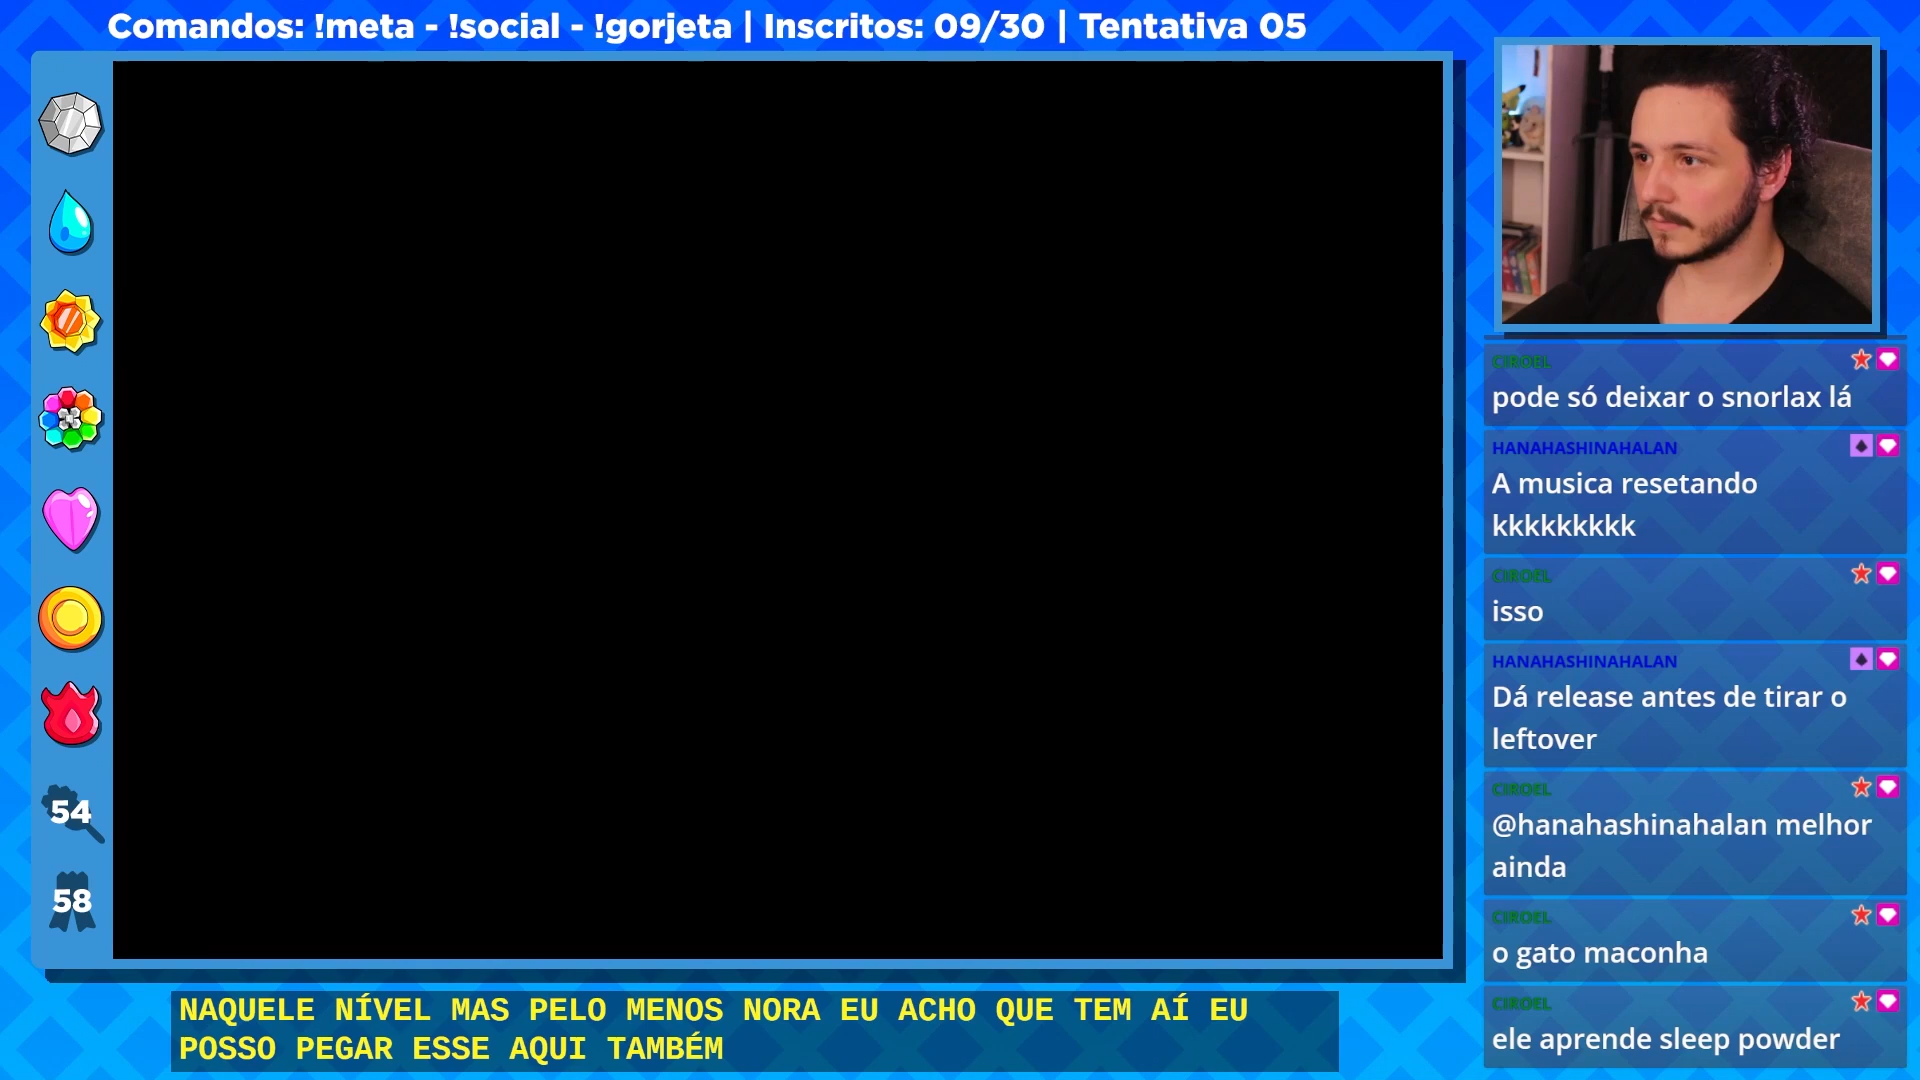 Comandos: !meta - !social - !gorjeta | Inscritos: 09/30 | Tentativa 05
54
58
CIROEL
pode só deixar o snorlax lá
HANAHASHINAHALAN
A musica resetando
kkkkkkkkk
CIROEL
isso
HANAHASHINAHALAN
Dá release antes de tirar o
leftover
CIROEL
@hanahashinahalan melhor
ainda
CIROEL
o gato maconha
CIROEL
ele aprende sleep powder
NAQUELE NÍVEL MAS PELO MENOS NORA EU ACHO QUE TEM AÍ EU
POSSO PEGAR ESSE AQUI TAMBÉM